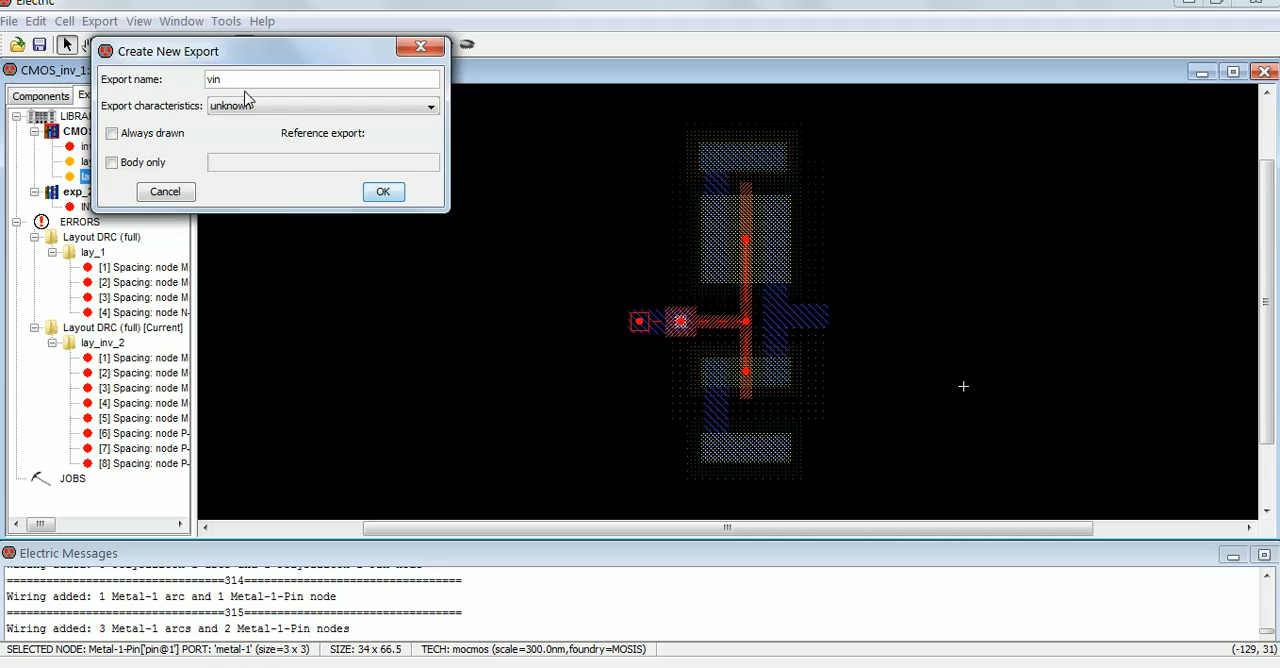 Electric
File Edit Cell Export View Window Tools Help
Create New Export
Export name: vin
Export characteristics: unknown
Always drawn Reference export:
Body only
Cancel OK
CMOS_inv_1:
Components
LIBRA
CMOS
exp_2
ERRORS
Layout DRC (full)
lay_1
[1] Spacing: node M
[2] Spacing: node M
[3] Spacing: node M
[4] Spacing: node N-
Layout DRC (full) [Current]
lay_inv_2
[1] Spacing: node M
[2] Spacing: node M
[3] Spacing: node M
[4] Spacing: node M
[5] Spacing: node M
[6] Spacing: node P-
[7] Spacing: node P-
[8] Spacing: node P-
JOBS
Electric Messages
================================314================================
Wiring added: 1 Metal-1 arc and 1 Metal-1-Pin node
================================315================================
Wiring added: 3 Metal-1 arcs and 2 Metal-1-Pin nodes
SELECTED NODE: Metal-1-Pin['pin@1'] PORT: 'metal-1' (size=3 x 3) SIZE: 34 x 66.5 TECH: mocmos (scale=300.0nm,foundry=MOSIS) (-129, 31)